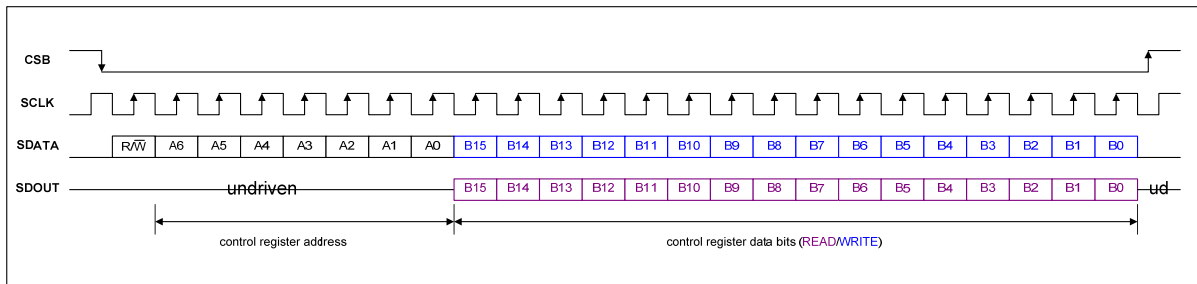 CSB
SCLK
SDATA R/W̅ A6 A5 A4 A3 A2 A1 A0 B15 B14 B13 B12 B11 B10 B9 B8 B7 B6 B5 B4 B3 B2 B1 B0
SDOUT undriven B15 B14 B13 B12 B11 B10 B9 B8 B7 B6 B5 B4 B3 B2 B1 B0 ud
control register address control register data bits (READ/WRITE)